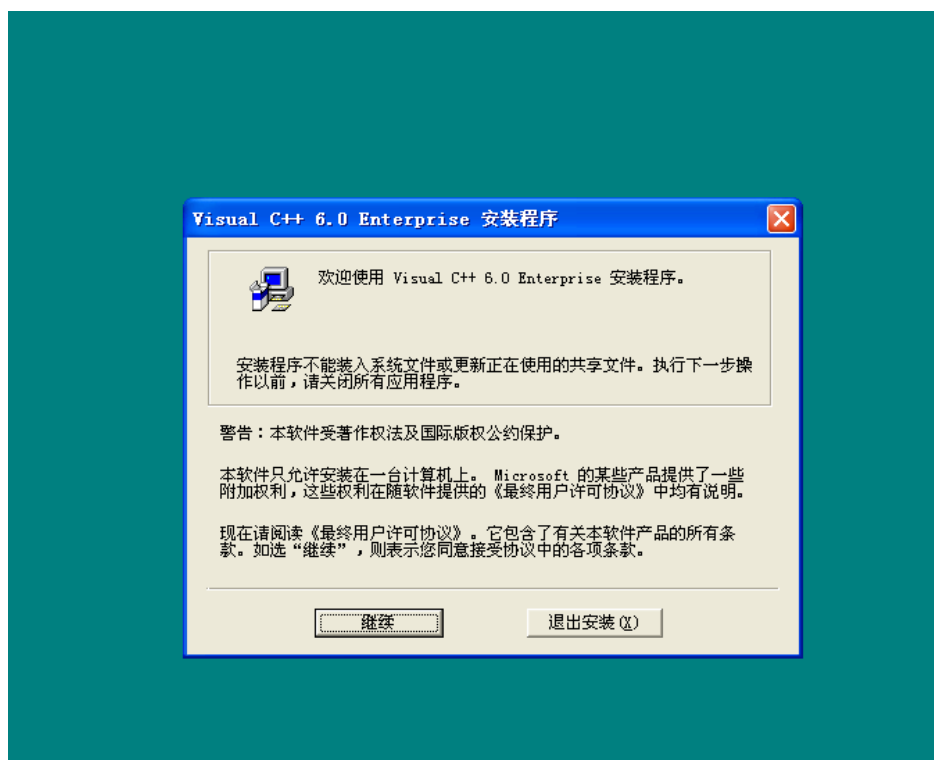 Visual C++ 6.0 Enterprise 安装程序
欢迎使用 Visual C++ 6.0 Enterprise 安装程序。
安装程序不能装入系统文件或更新正在使用的共享文件。执行下一步操
作以前，请关闭所有应用程序。
警告：本软件受著作权法及国际版权公约保护。
本软件只允许安装在一台计算机上。 Microsoft 的某些产品提供了一些
附加权利，这些权利在随软件提供的《最终用户许可协议》中均有说明。
现在请阅读《最终用户许可协议》。它包含了有关本软件产品的所有条
款。如选“继续”，则表示您同意接受协议中的各项条款。
继续
退出安装(X)